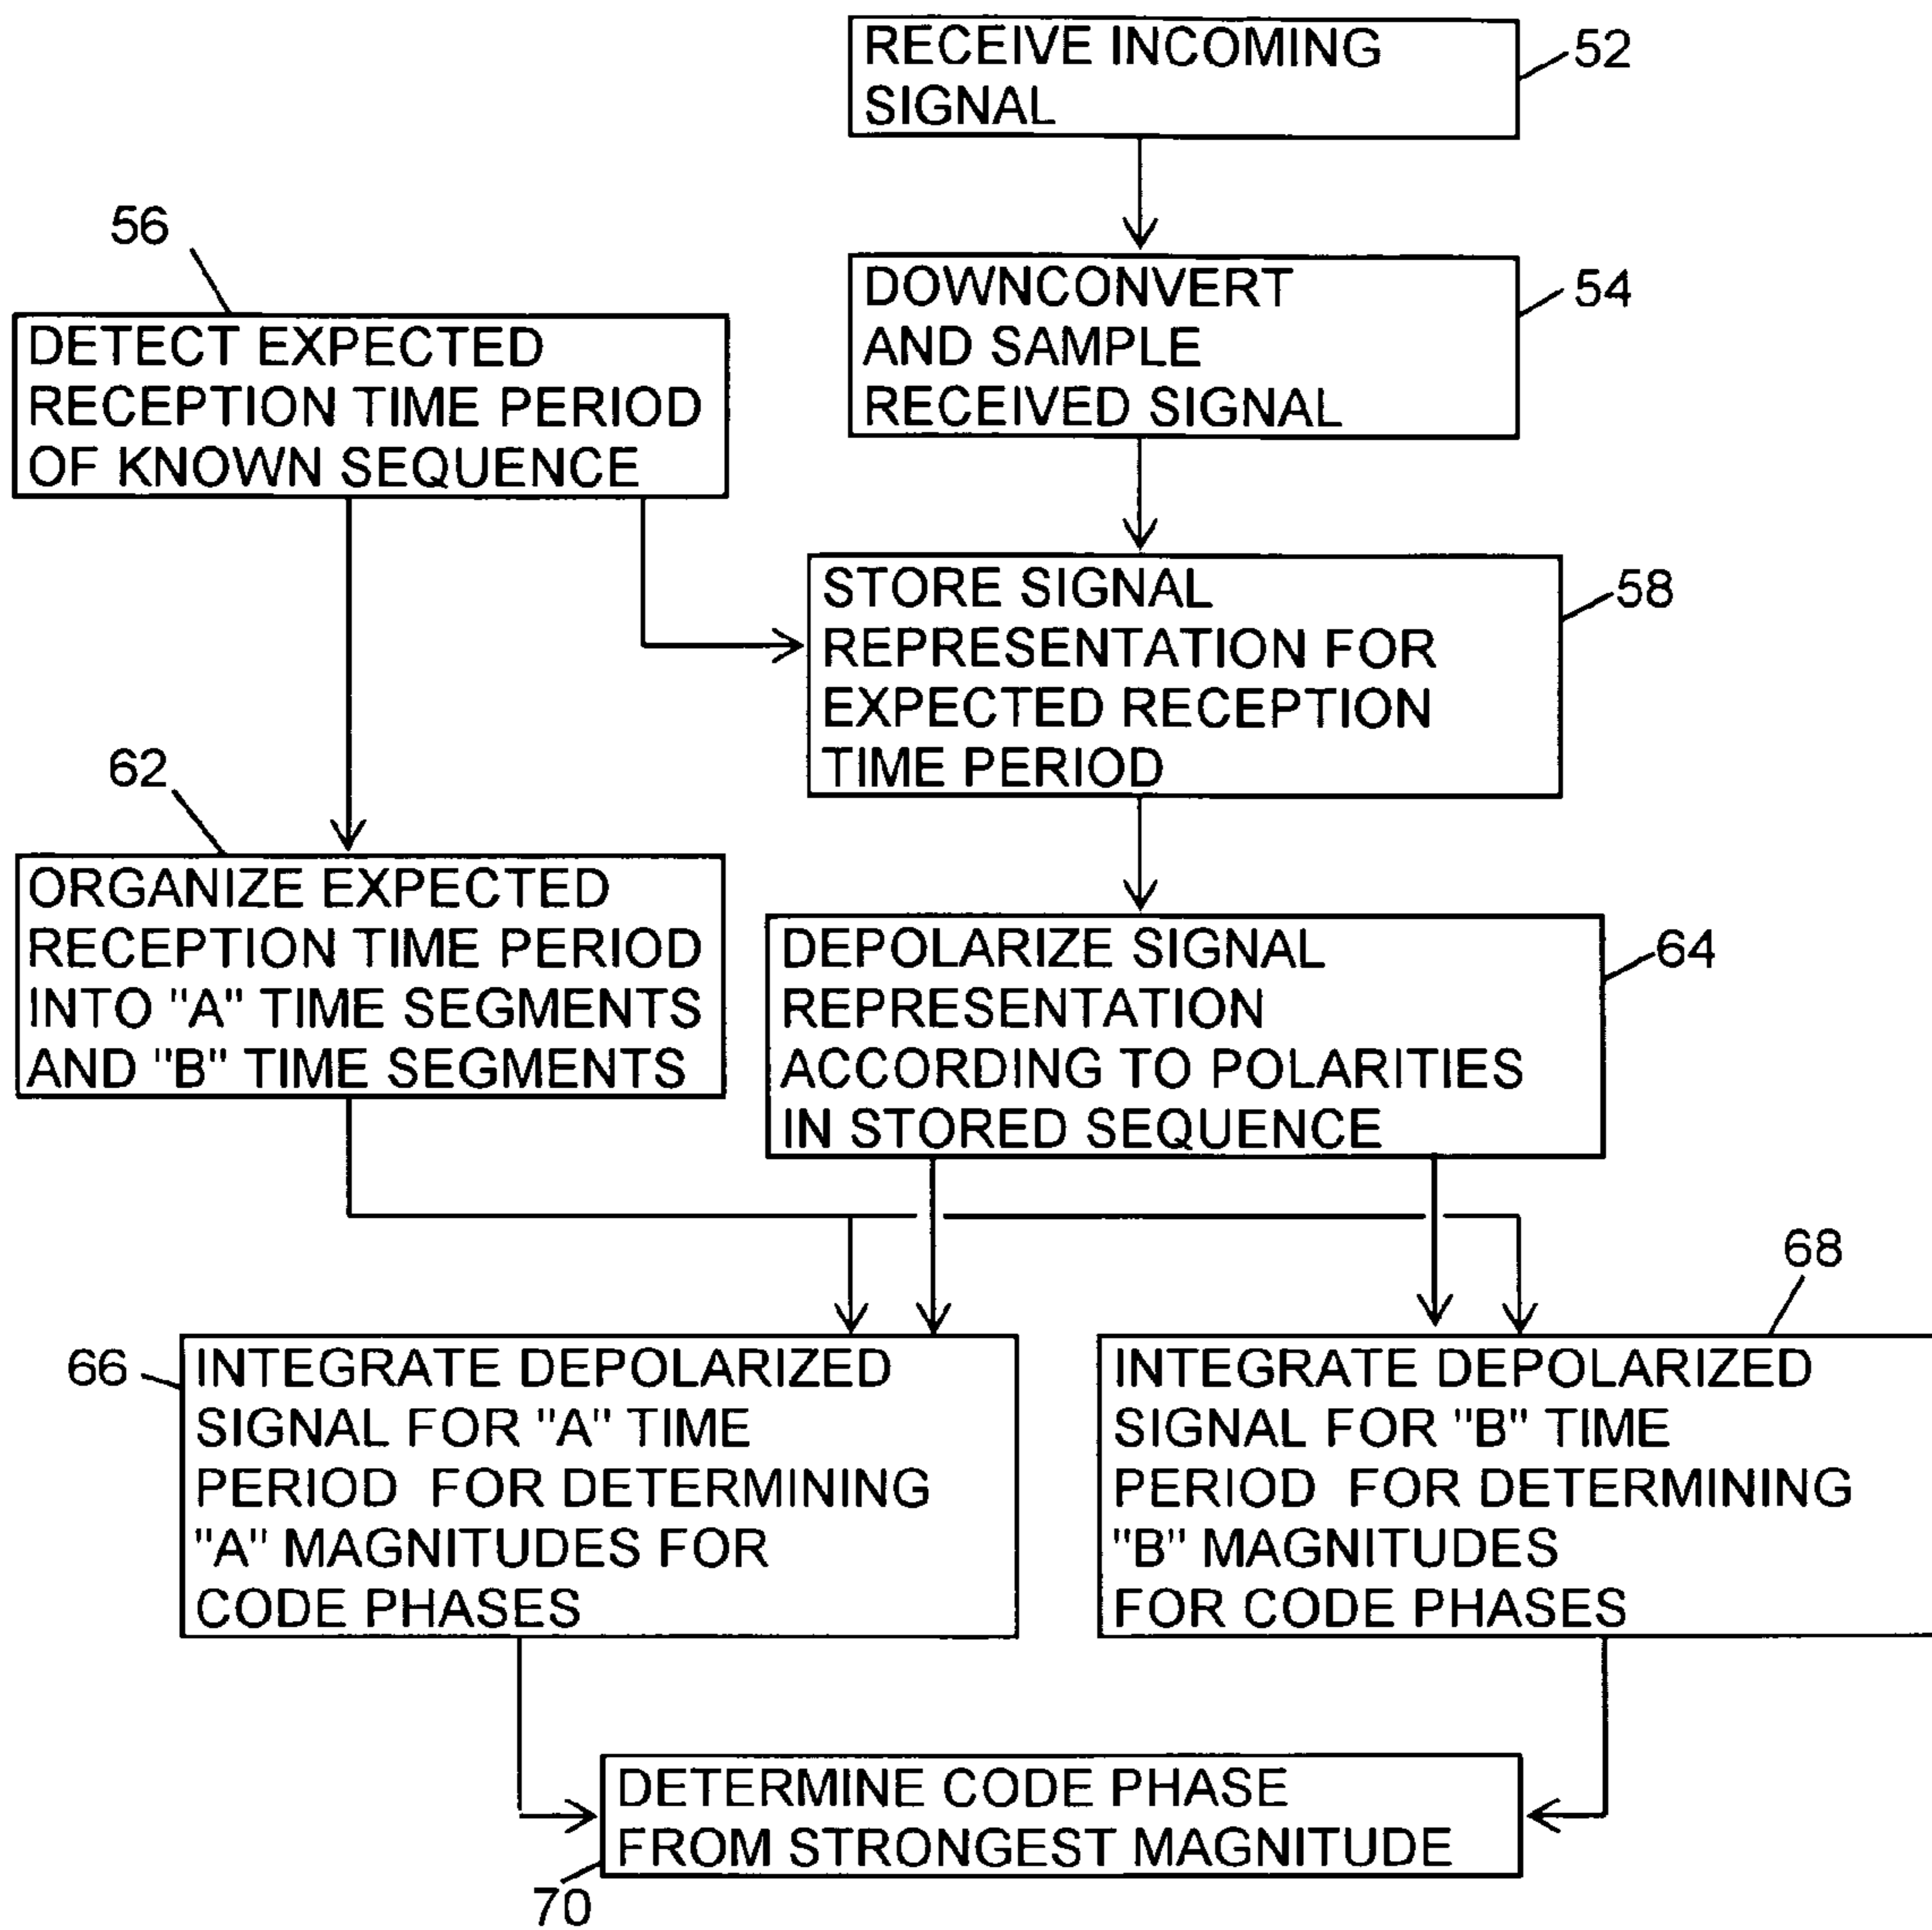 RECEIVE INCOMING
SIGNAL
52
DOWNCONVERT
AND SAMPLE
RECEIVED SIGNAL
54
56
DETECT EXPECTED
RECEPTION TIME PERIOD
OF KNOWN SEQUENCE
STORE SIGNAL
REPRESENTATION FOR
EXPECTED RECEPTION
TIME PERIOD
58
62
ORGANIZE EXPECTED
RECEPTION TIME PERIOD
INTO "A" TIME SEGMENTS
AND "B" TIME SEGMENTS
DEPOLARIZE SIGNAL
REPRESENTATION
ACCORDING TO POLARITIES
IN STORED SEQUENCE
64
66
INTEGRATE DEPOLARIZED
SIGNAL FOR "A" TIME
PERIOD FOR DETERMINING
"A" MAGNITUDES FOR
CODE PHASES
68
INTEGRATE DEPOLARIZED
SIGNAL FOR "B" TIME
PERIOD FOR DETERMINING
"B" MAGNITUDES
FOR CODE PHASES
DETERMINE CODE PHASE
FROM STRONGEST MAGNITUDE
70